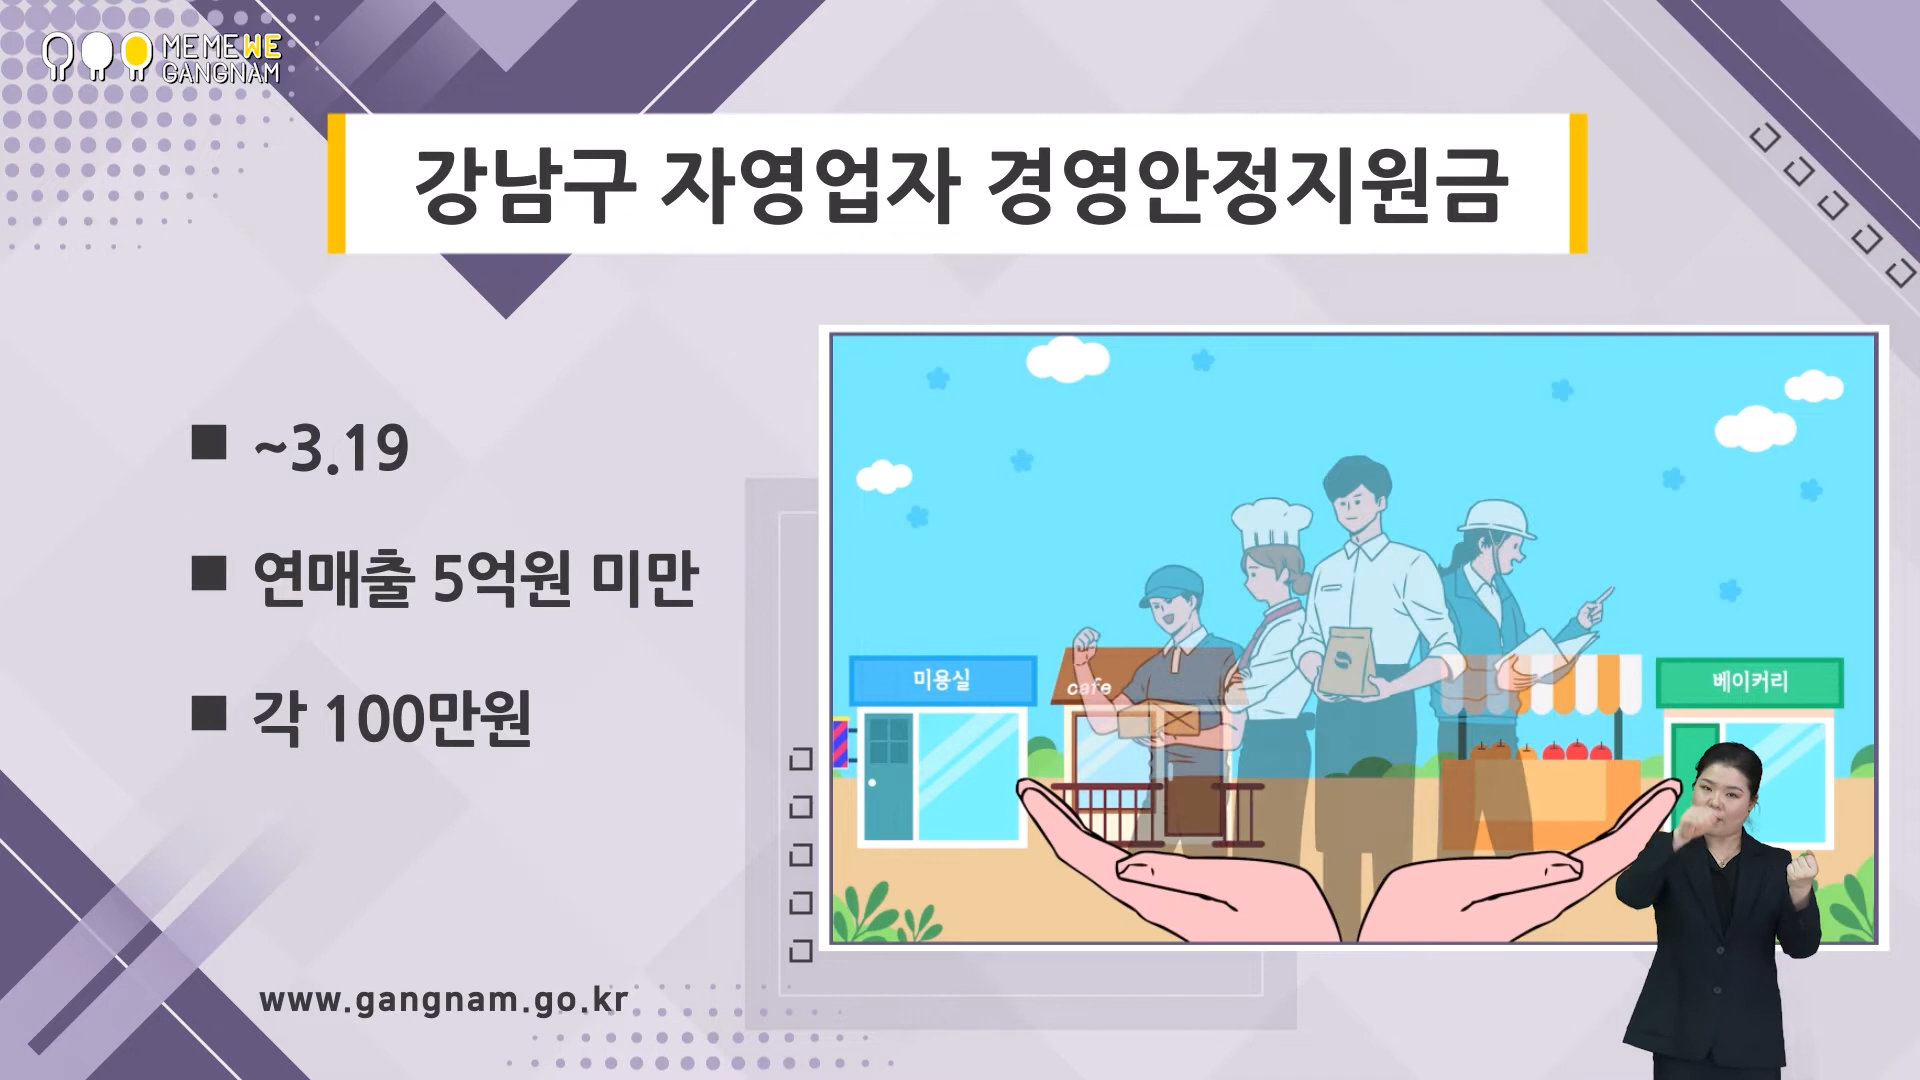 MEMEWE
GANGNAM
강남구 자영업자 경영안정지원금
~3.19
연매출 5억원 미만
각 100만원
미용실
cafe
베이커리
www.gangnam.go.kr